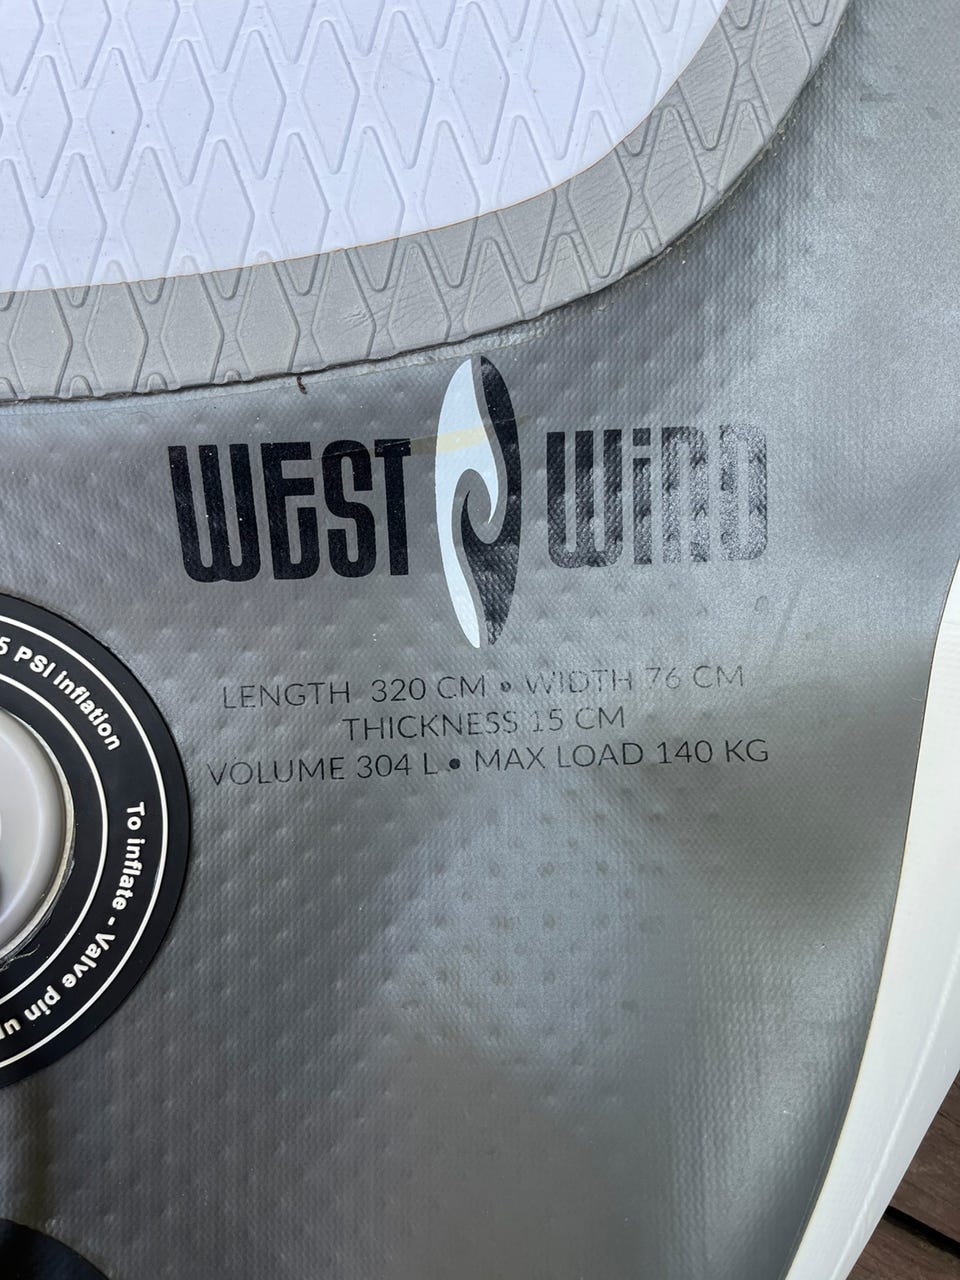 WEST WIND
LENGTH 320 CM • WIDTH 76 CM
THICKNESS 15 CM
VOLUME 304 L • MAX LOAD 140 KG
PSI inflation
To inflate - Valve pin up